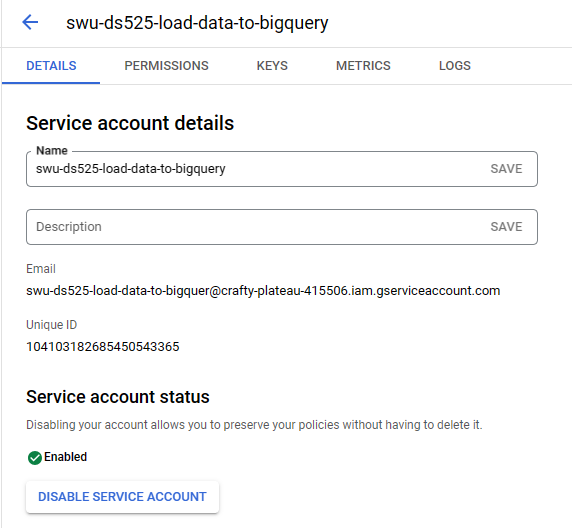 swu-ds525-load-data-to-bigquery
DETAILS PERMISSIONS KEYS METRICS LOGS
Service account details
Name
swu-ds525-load-data-to-bigquery SAVE
Description SAVE
Email
swu-ds525-load-data-to-bigquer@crafty-plateau-415506.iam.gserviceaccount.com
Unique ID
104103182685450543365
Service account status
Disabling your account allows you to preserve your policies without having to delete it.
Enabled
DISABLE SERVICE ACCOUNT